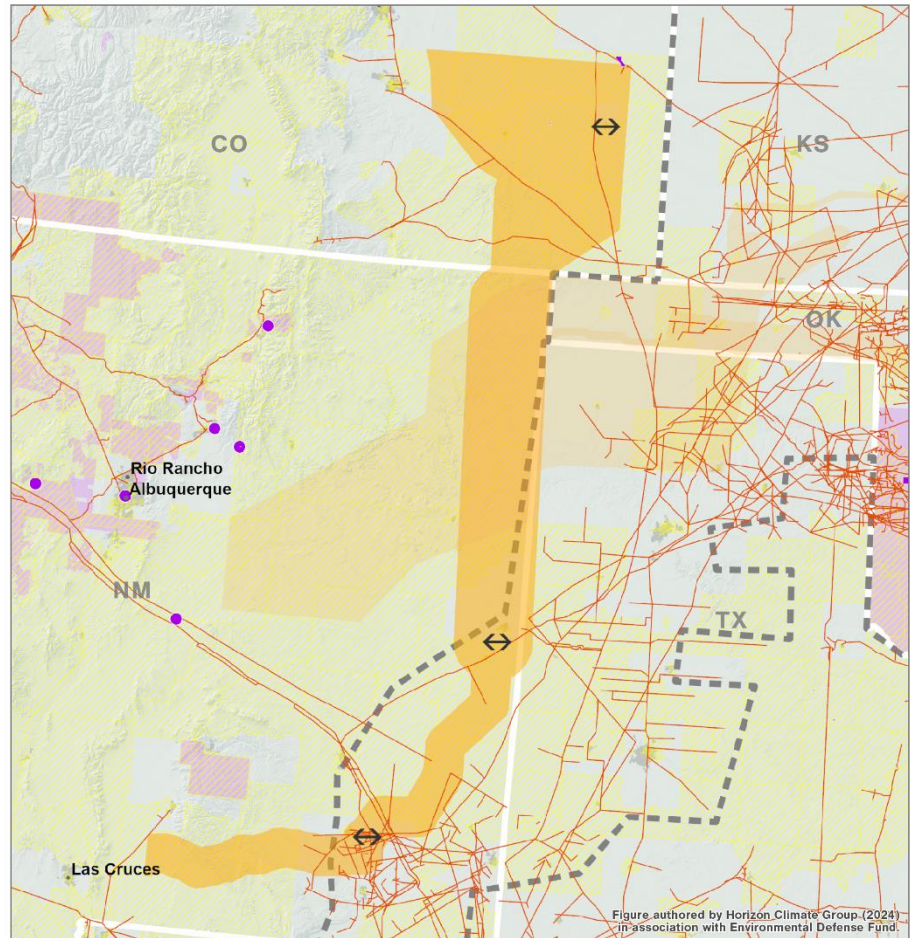 CO
KS
OK
Rio Rancho
Albuquerque
NM
TX
Las Cruces
Figure authored by Horizon Climate Group (2024)
in association with Environmental Defense Fund.